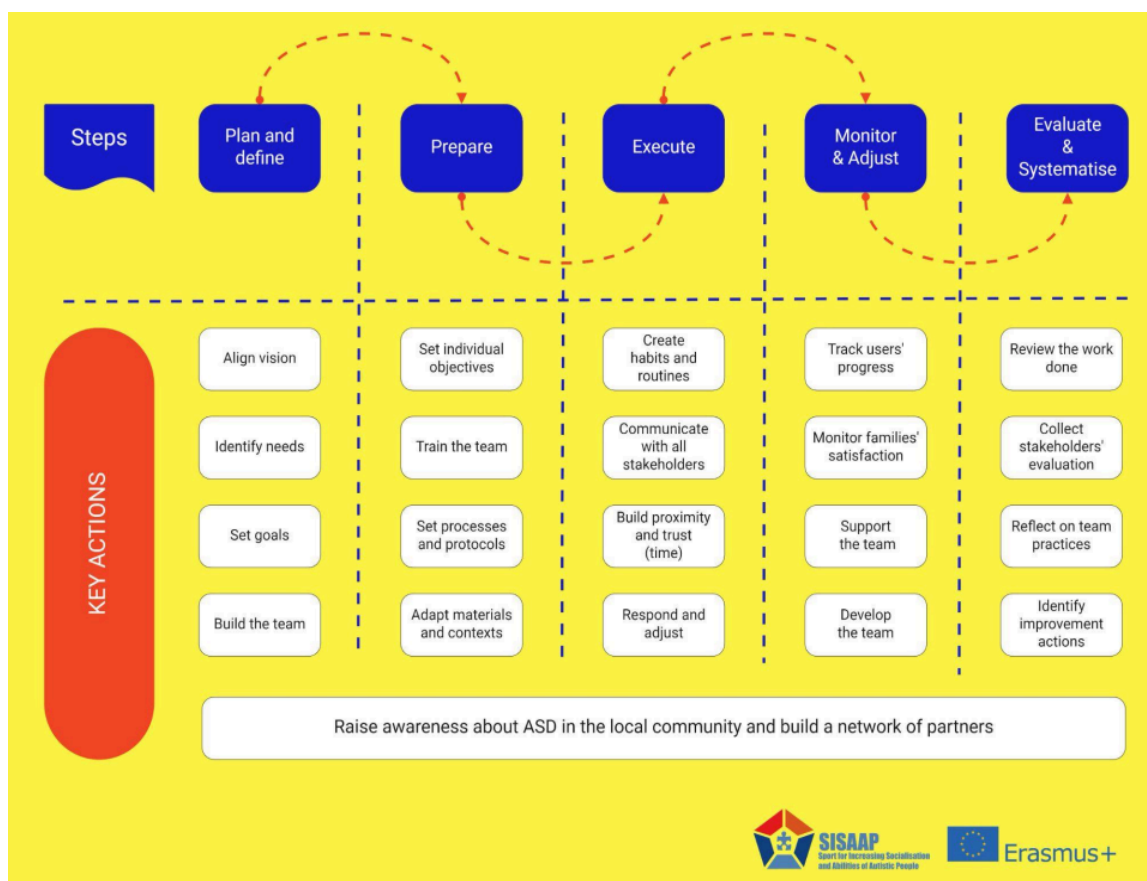 Steps
Plan and
define
Prepare
Execute
Monitor
& Adjust
Evaluate
&
Systematise
KEY ACTIONS
Align vision
Set individual
objectives
Create
habits and
routines
Track users'
progress
Review the work
done
Identify needs
Train the team
Communicate
with all
stakeholders
Monitor families'
satisfaction
Collect
stakeholders'
evaluation
Set goals
Set processes
and protocols
Build proximity
and trust
(time)
Support
the team
Reflect on team
practices
Build the team
Adapt materials
and contexts
Respond and
adjust
Develop
the team
Identify
improvement
actions
Raise awareness about ASD in the local community and build a network of partners
SISAAP
Sport for Increasing Socialisation
and Abilities of Autistic People
Erasmus+